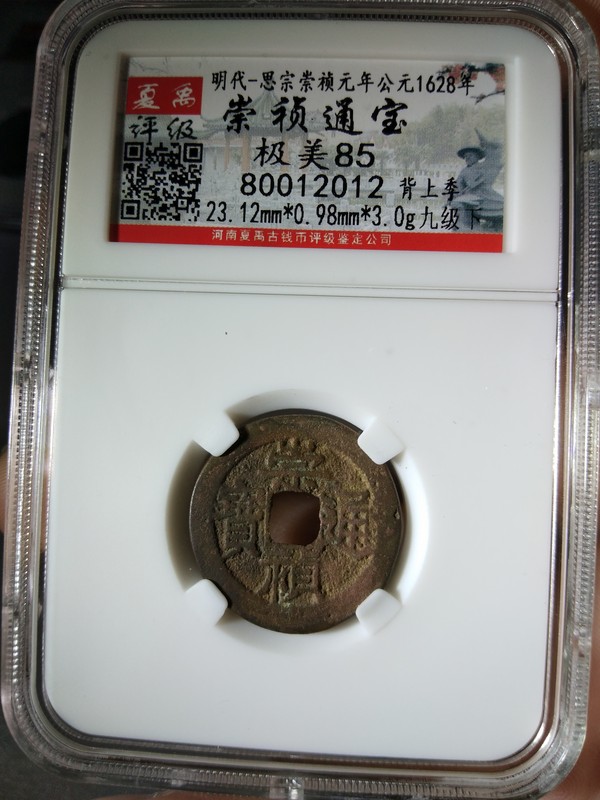 夏禹
评级
明代-思宗崇祯元年公元1628年
崇祯通宝
极美85
80012012 背上季
23.12mm*0.98mm*3.0g九级下
河南夏禹古钱币评级鉴定公司
崇
寶 通
禎